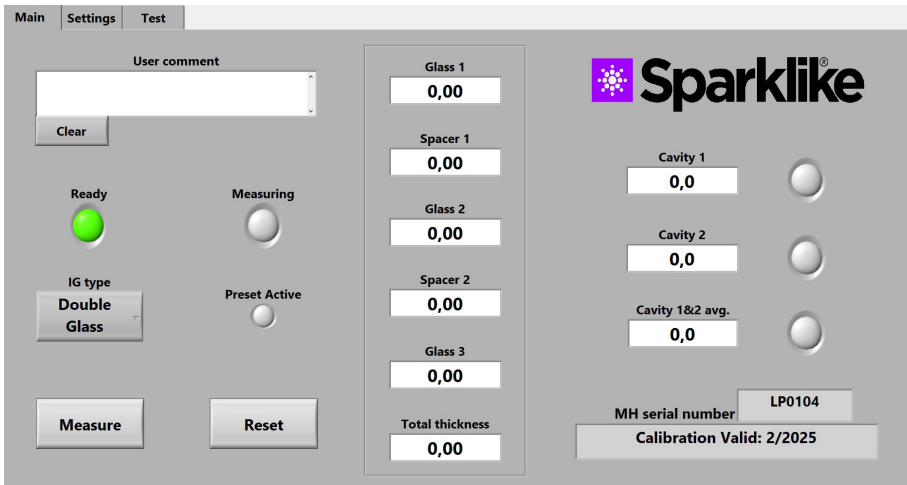 Main
Settings
Test
User comment
Clear
Ready
Measuring
IG type
Double
Glass
Preset Active
Measure
Reset
Glass 1
0,00
Spacer 1
0,00
Glass 2
0,00
Spacer 2
0,00
Glass 3
0,00
Total thickness
0,00
Sparklike®
Cavity 1
0,0
Cavity 2
0,0
Cavity 1&2 avg.
0,0
MH serial number
LP0104
Calibration Valid: 2/2025